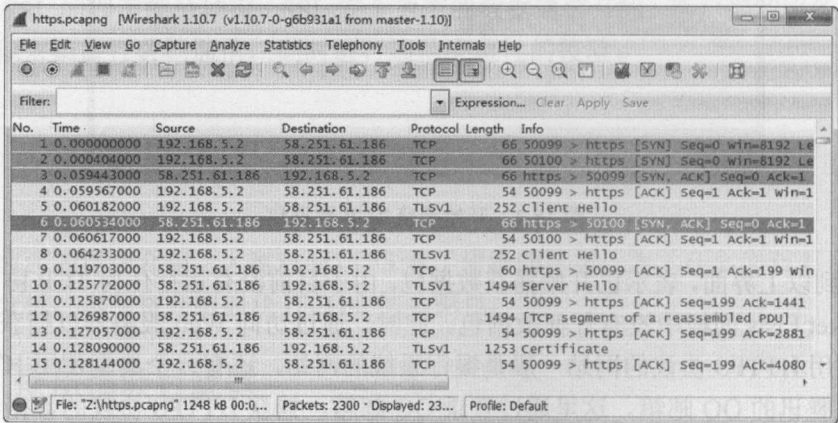 https.pcapng [Wireshark 1.10.7 (v1.10.7-0-g6b931a1 from master-1.10)]
File Edit View Go Capture Analyze Statistics Telephony Tools Internals Help
Filter: Expression... Clear Apply Save
No. Time Source Destination Protocol Length Info
1 0.000000000 192.168.5.2 58.251.61.186 TCP 66 50099 > https [SYN] Seq=0 Win=8192 Le
2 0.000404000 192.168.5.2 58.251.61.186 TCP 66 50100 > https [SYN] Seq=0 Win=8192 Le
3 0.059443000 58.251.61.186 192.168.5.2 TCP 66 https > 50099 [SYN, ACK] Seq=0 Ack=1
4 0.059567000 192.168.5.2 58.251.61.186 TCP 54 50099 > https [ACK] Seq=1 Ack=1 Win=1
5 0.060182000 192.168.5.2 58.251.61.186 TLSv1 252 Client Hello
6 0.060534000 58.251.61.186 192.168.5.2 TCP 66 https > 50100 [SYN, ACK] Seq=0 Ack=1
7 0.060617000 192.168.5.2 58.251.61.186 TCP 54 50100 > https [ACK] Seq=1 Ack=1 Win=1
8 0.064233000 192.168.5.2 58.251.61.186 TLSv1 252 Client Hello
9 0.119703000 58.251.61.186 192.168.5.2 TCP 60 https > 50099 [ACK] Seq=1 Ack=199 Win
10 0.125772000 58.251.61.186 192.168.5.2 TLSv1 1494 Server Hello
11 0.125870000 192.168.5.2 58.251.61.186 TCP 54 50099 > https [ACK] Seq=199 Ack=1441
12 0.126987000 58.251.61.186 192.168.5.2 TCP 1494 [TCP segment of a reassembled PDU]
13 0.127057000 192.168.5.2 58.251.61.186 TCP 54 50099 > https [ACK] Seq=199 Ack=2881
14 0.128090000 58.251.61.186 192.168.5.2 TLSv1 1253 Certificate
15 0.128144000 192.168.5.2 58.251.61.186 TCP 54 50099 > https [ACK] Seq=199 Ack=4080
File: "Z:\https.pcapng" 1248 kB 00:0... Packets: 2300 · Displayed: 23... Profile: Default